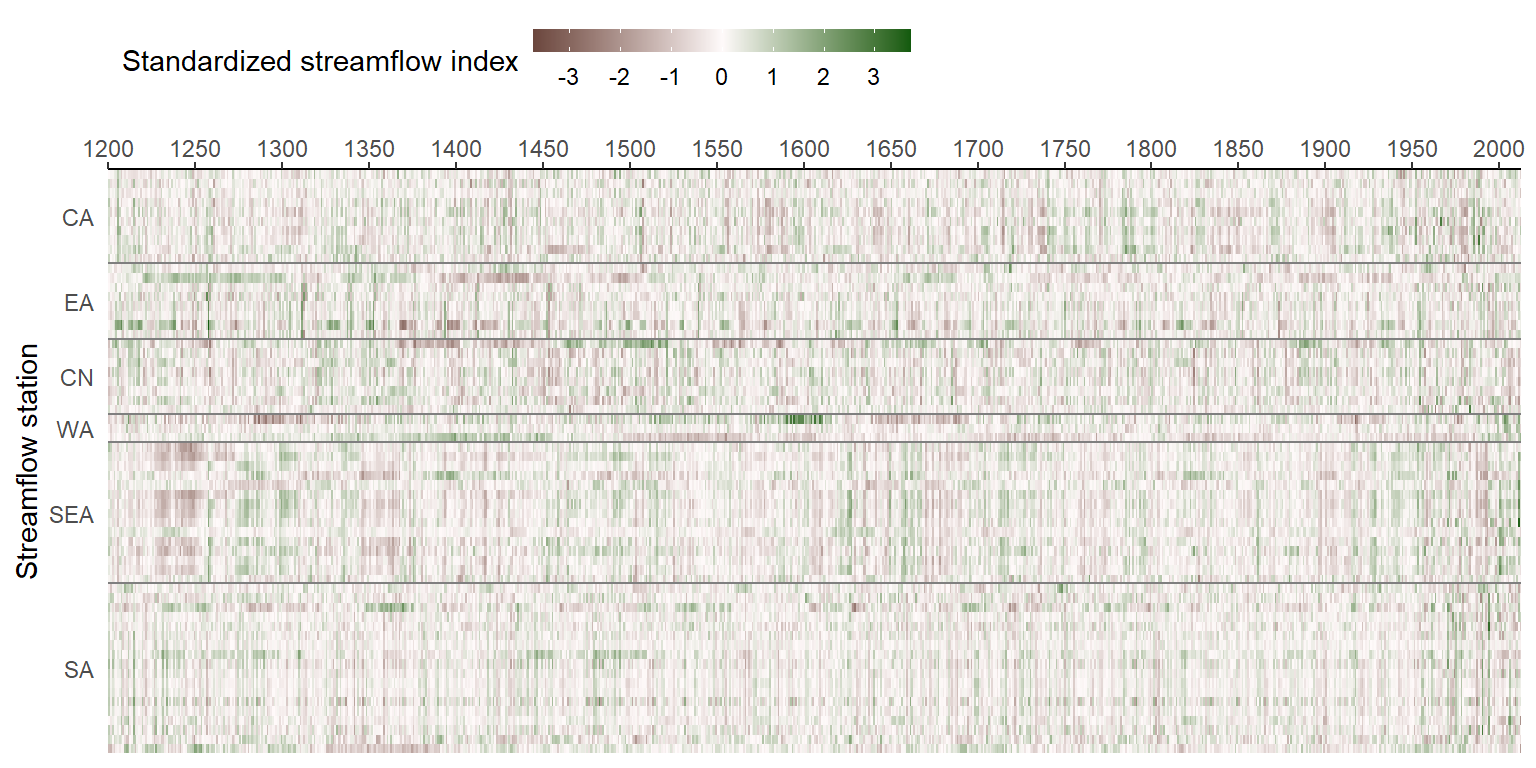 Standardized streamflow index
-3 -2 -1 0 1 2 3
1200 1250 1300 1350 1400 1450 1500 1550 1600 1650 1700 1750 1800 1850 1900 1950 2000
Streamflow station
CA
EA
CN
WA
SEA
SA